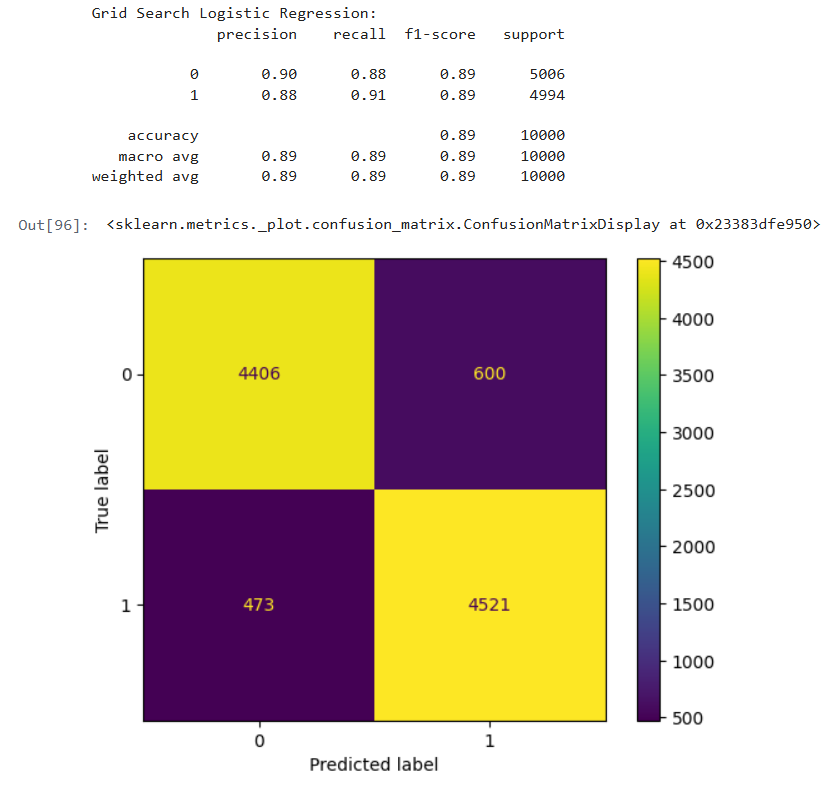 Grid Search Logistic Regression:
precision recall f1-score support
0 0.90 0.88 0.89 5006
1 0.88 0.91 0.89 4994
accuracy 0.89 10000
macro avg 0.89 0.89 0.89 10000
weighted avg 0.89 0.89 0.89 10000
Out[96]: <sklearn.metrics._plot.confusion_matrix.ConfusionMatrixDisplay at 0x23383dfe950>
4500
4000
0 4406 600
3500
3000
True label
2500
2000
1 473 4521
1500
1000
500
0 1
Predicted label